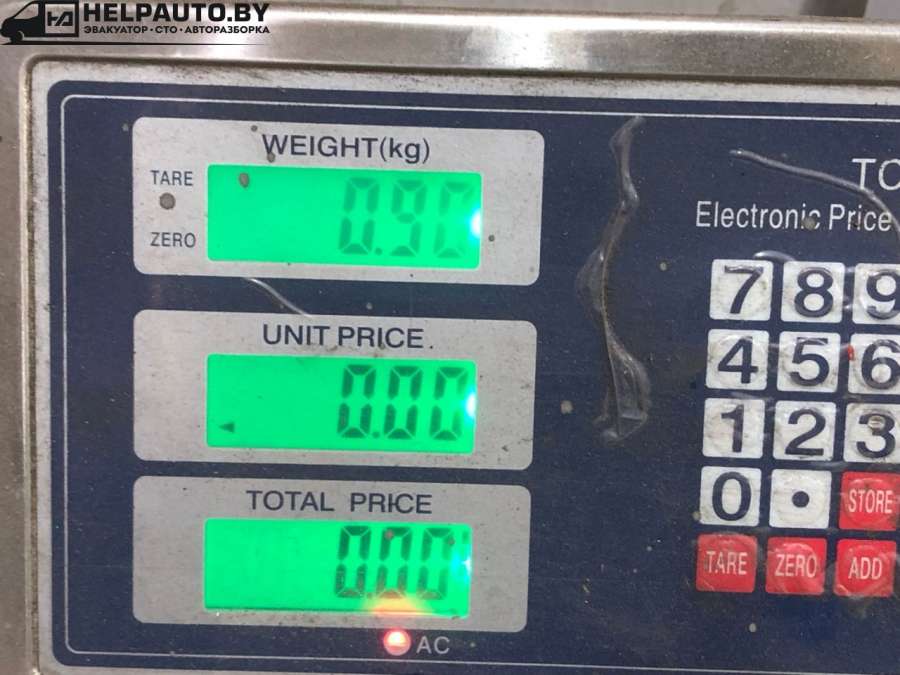 HELPAUTO.BY
ЭВАКУАТОР • СТО • АВТОРАЗБОРКА
WEIGHT(kg)
TARE
ZERO
0.90
UNIT PRICE
0.00
TOTAL PRICE
0.00
AC
Electronic Price
7 8 9
4 5 6
1 2 3
0 • STORE
TARE ZERO ADD